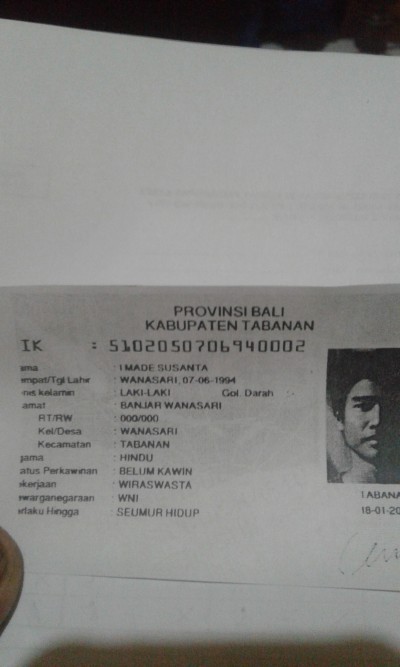 PROVINSI BALI
KABUPATEN TABANAN
IK : 5102050706940002
ama : I MADE SUSANTA
empat/Tgl Lahir : WANASARI, 07-06-1994
nis kelamin : LAKI-LAKI Gol. Darah :
amat : BANJAR WANASARI
RT/RW : 000/000
Kel/Desa : WANASARI
Kecamatan : TABANAN
gama : HINDU
atus Perkawinan : BELUM KAWIN
ekerjaan : WIRASWASTA
ewarganegaraan : WNI
erlaku Hingga : SEUMUR HIDUP
TABANA
18-01-20